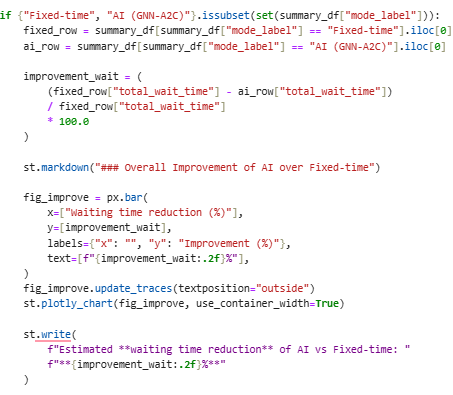 if {"Fixed-time", "AI (GNN-A2C)"}.issubset(set(summary_df["mode_label"])):
    fixed_row = summary_df[summary_df["mode_label"] == "Fixed-time"].iloc[0]
    ai_row = summary_df[summary_df["mode_label"] == "AI (GNN-A2C)"].iloc[0]

    improvement_wait = (
        (fixed_row["total_wait_time"] - ai_row["total_wait_time"])
        / fixed_row["total_wait_time"]
        * 100.0
    )

    st.markdown("### Overall Improvement of AI over Fixed-time")

    fig_improve = px.bar(
        x=["Waiting time reduction (%)"],
        y=[improvement_wait],
        labels={"x": "", "y": "Improvement (%)"},
        text=[f"{improvement_wait:.2f}%"],
    )
    fig_improve.update_traces(textposition="outside")
    st.plotly_chart(fig_improve, use_container_width=True)

    st.write(
        f"Estimated **waiting time reduction** of AI vs Fixed-time: "
        f"**{improvement_wait:.2f}%**"
    )